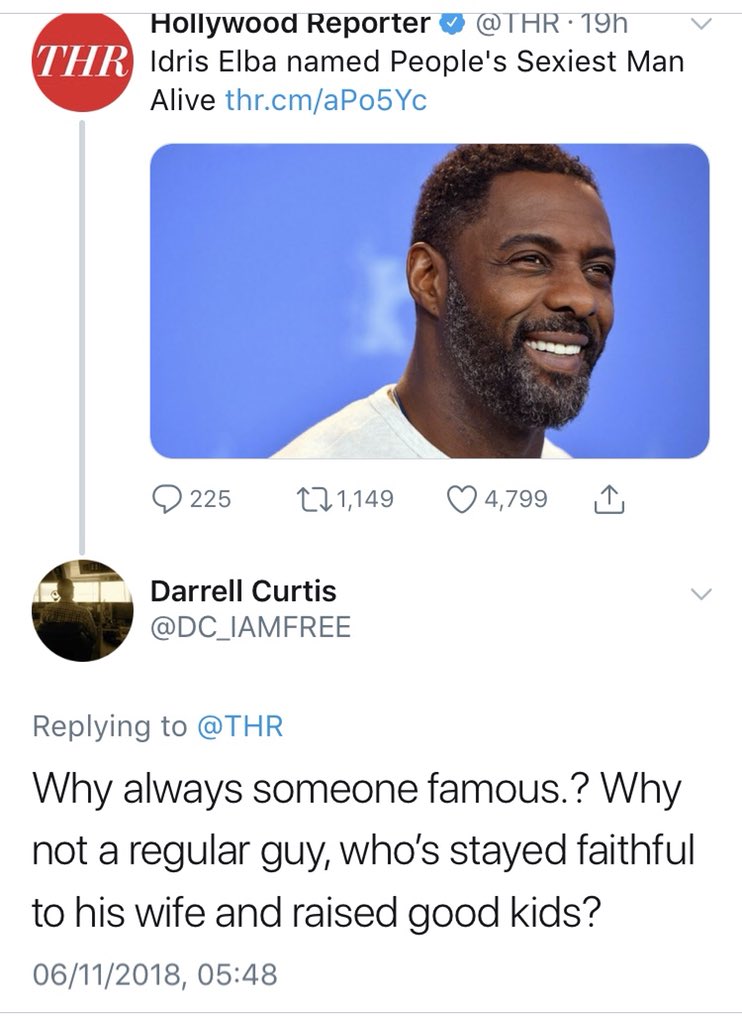 Hollywood Reporter @THR · 19h
THR
Idris Elba named People's Sexiest Man
Alive thr.cm/aPo5Yc
225 1,149 4,799
Darrell Curtis
@DC_IAMFREE
Replying to @THR
Why always someone famous.? Why
not a regular guy, who's stayed faithful
to his wife and raised good kids?
06/11/2018, 05:48